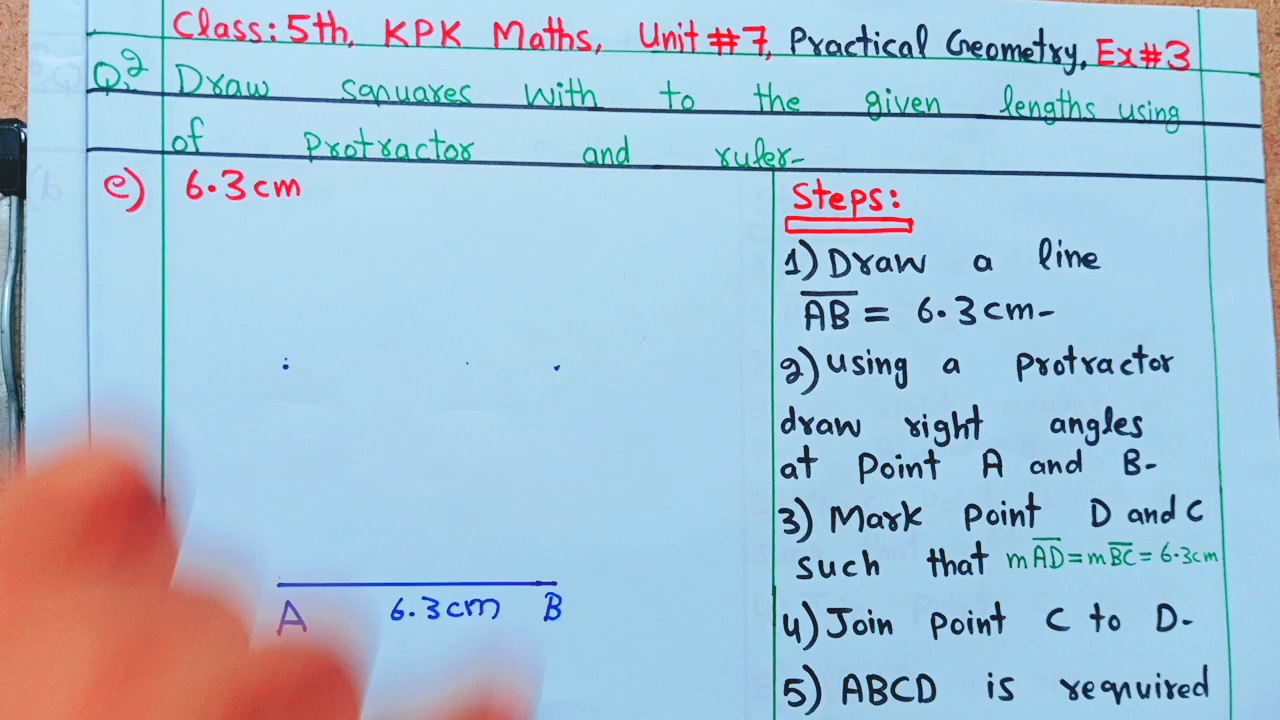 Class: 5th, KPK Maths, Unit #7, Practical Geometry, Ex#3
Q.2 Draw sqnuares with to the given lengths using
of Protractor and ruler-
e) 6.3cm
A 6.3cm B
Steps:
1) Draw a line
AB = 6.3cm-
2) using a Protractor
draw right angles
at Point A and B-
3) Mark Point D and C
such that mAD=mBC=6.3cm
4) Join Point C to D-
5) ABCD is reqnuired